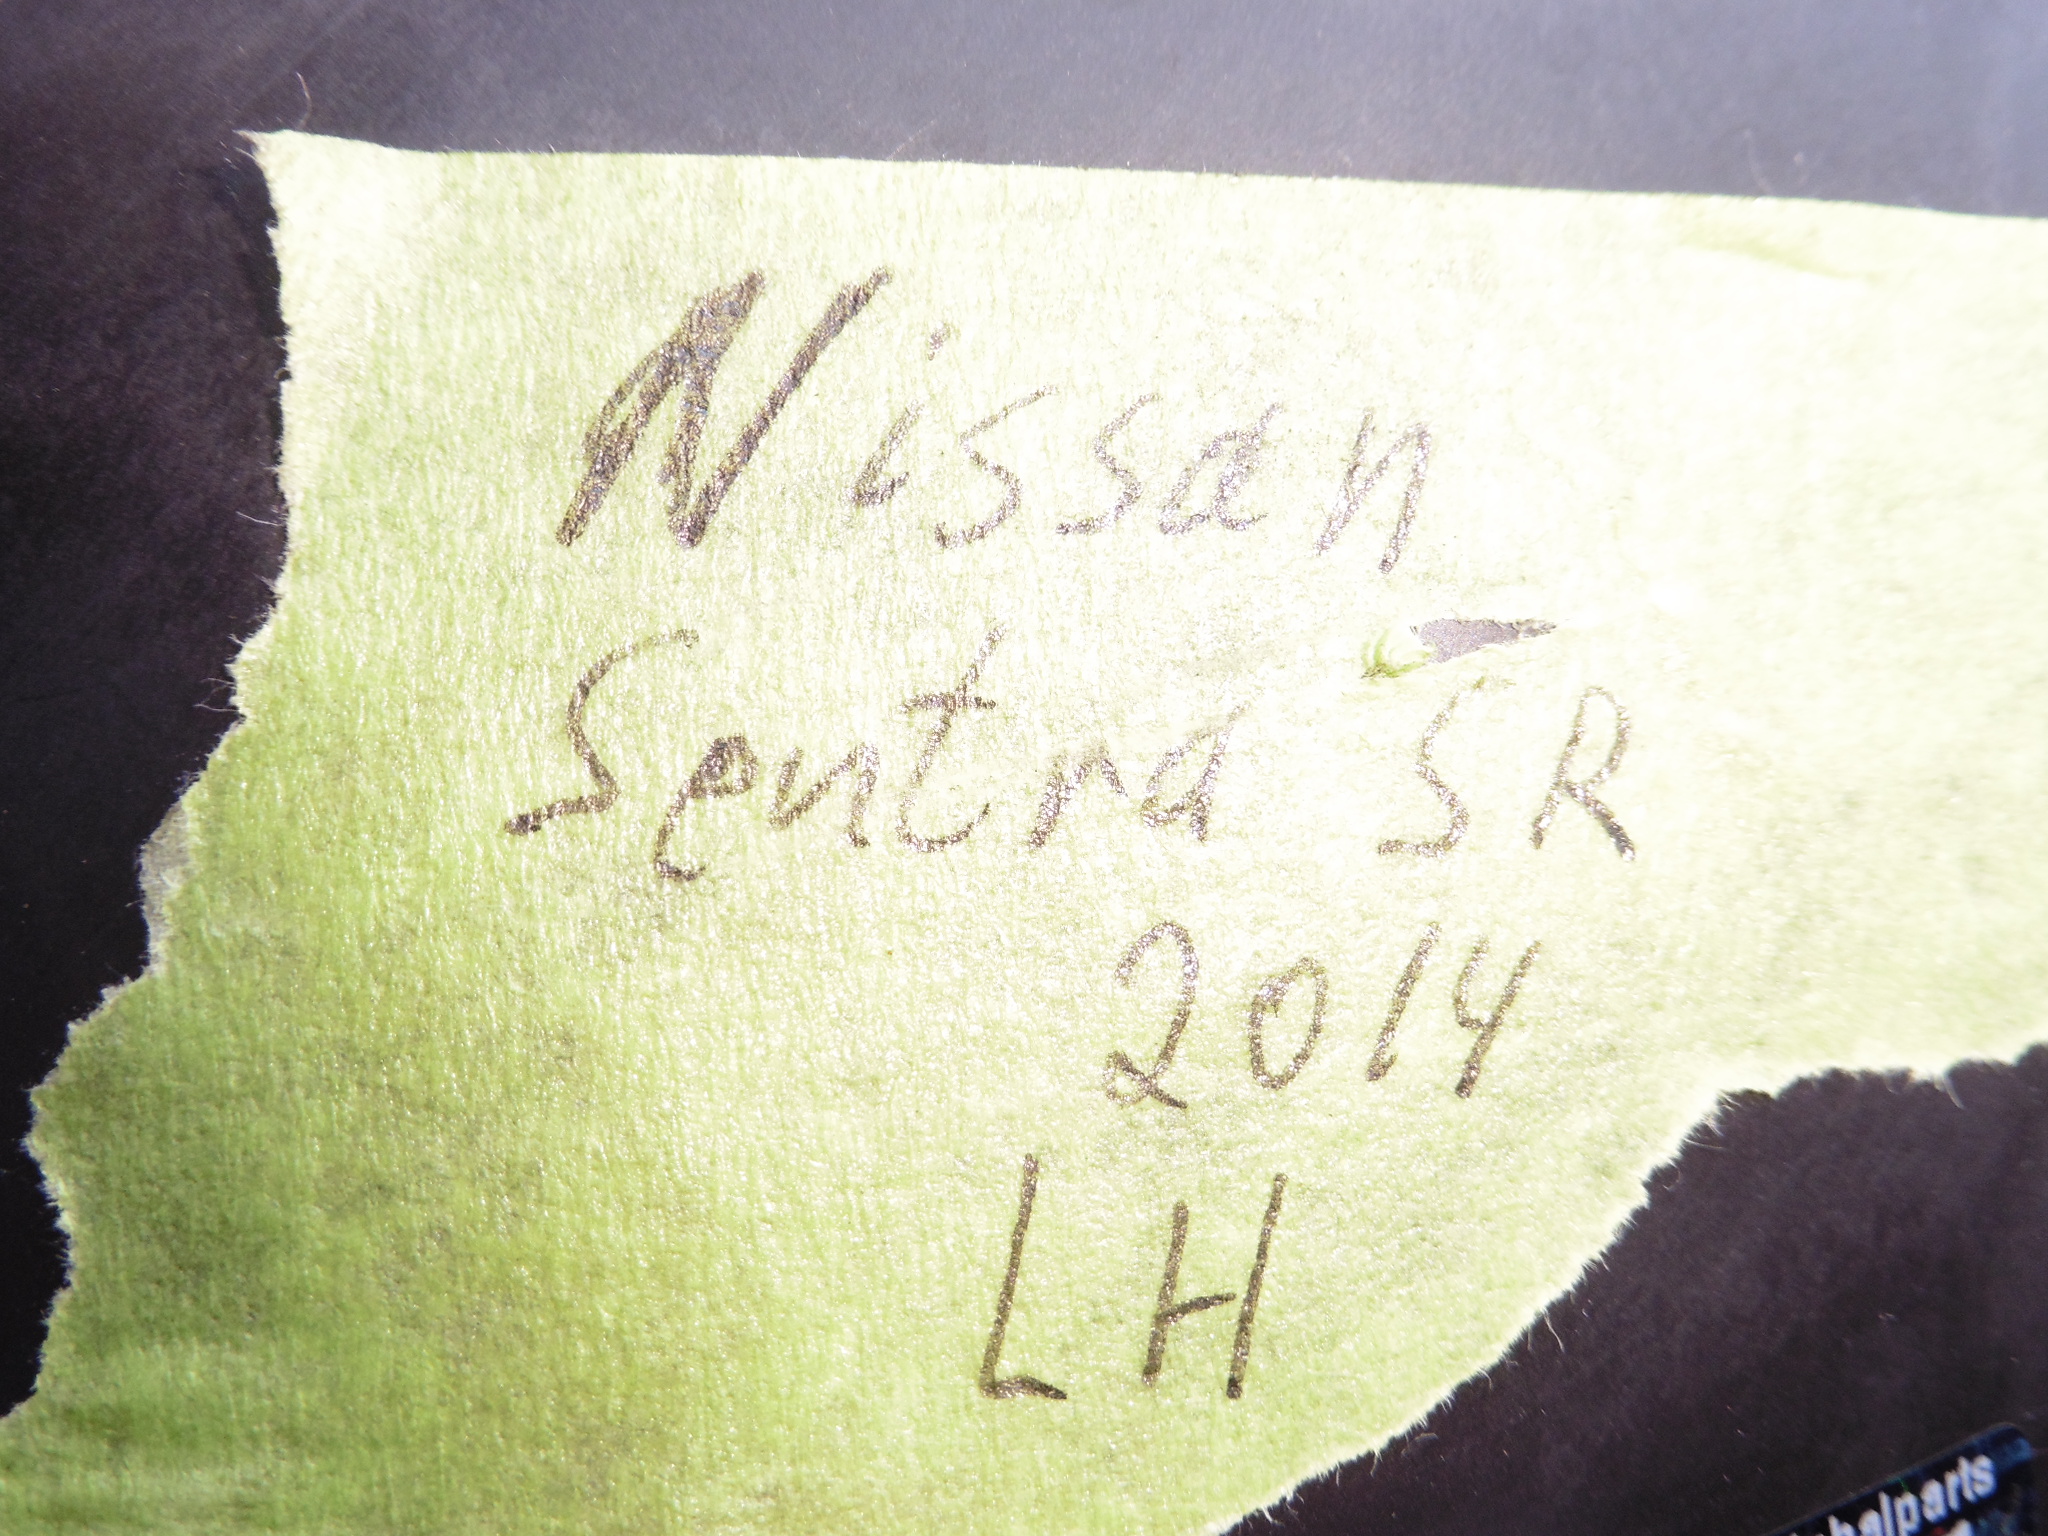 Nissan
Sentra SR
2014
LH